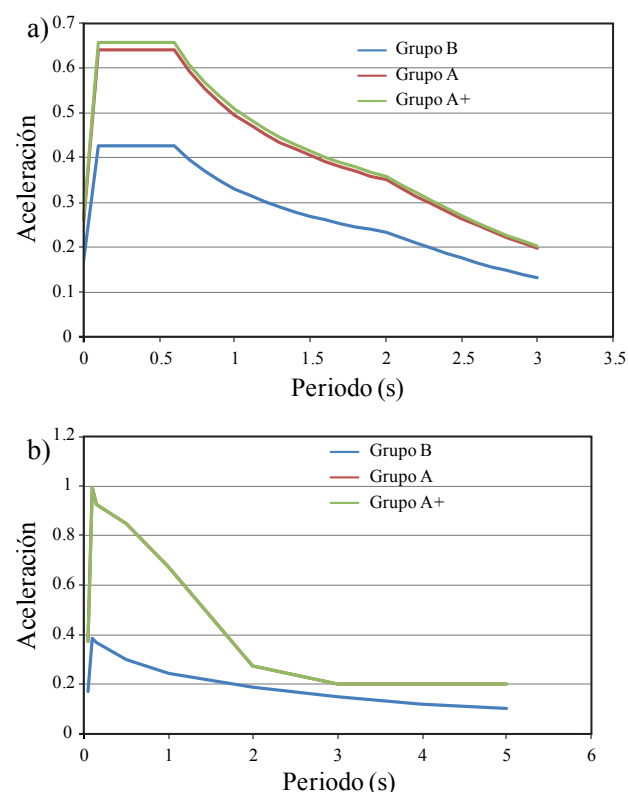 a)
0.7
0.6
0.5
0.4
0.3
0.2
0.1
0
Aceleración
Grupo B
Grupo A
Grupo A+
0 0.5 1 1.5 2 2.5 3 3.5
Periodo (s)
b)
1.2
1
0.8
0.6
0.4
0.2
0
Aceleración
Grupo B
Grupo A
Grupo A+
0 1 2 3 4 5 6
Periodo (s)